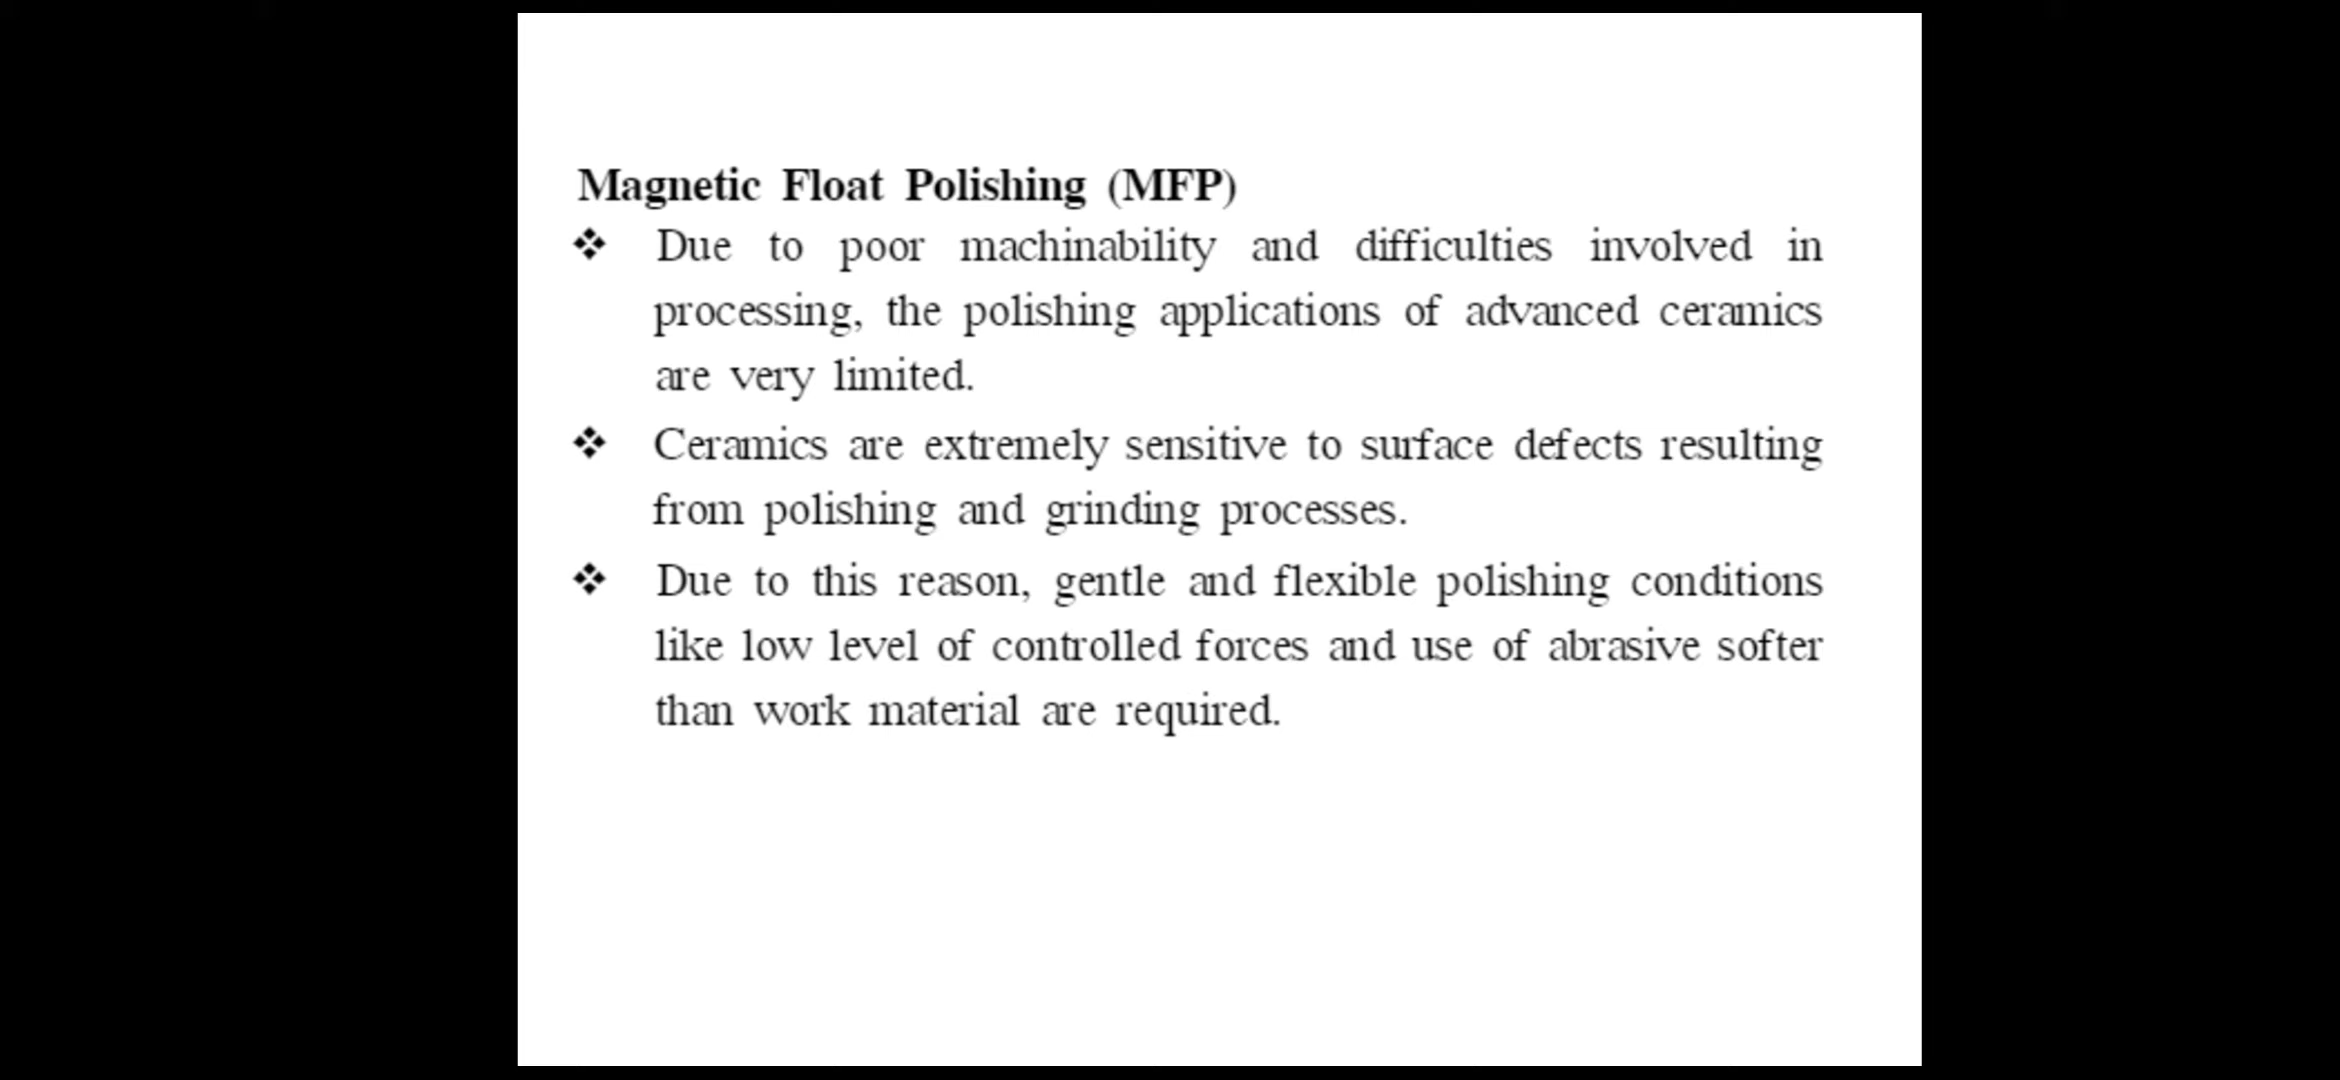 Magnetic Float Polishing (MFP)
❖ Due to poor machinability and difficulties involved in
processing, the polishing applications of advanced ceramics
are very limited.
❖ Ceramics are extremely sensitive to surface defects resulting
from polishing and grinding processes.
❖ Due to this reason, gentle and flexible polishing conditions
like low level of controlled forces and use of abrasive softer
than work material are required.